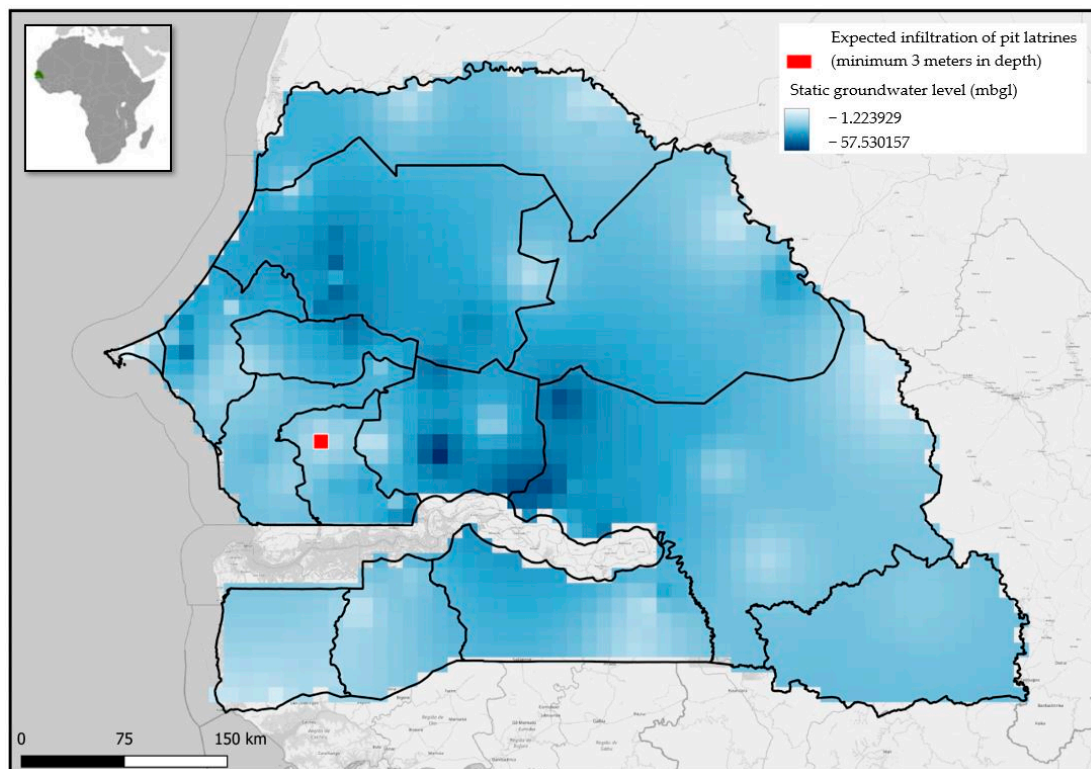 Expected infiltration of pit latrines
(minimum 3 meters in depth)
Static groundwater level (mbgl)
− 1.223929
− 57.530157
0 75 150 km